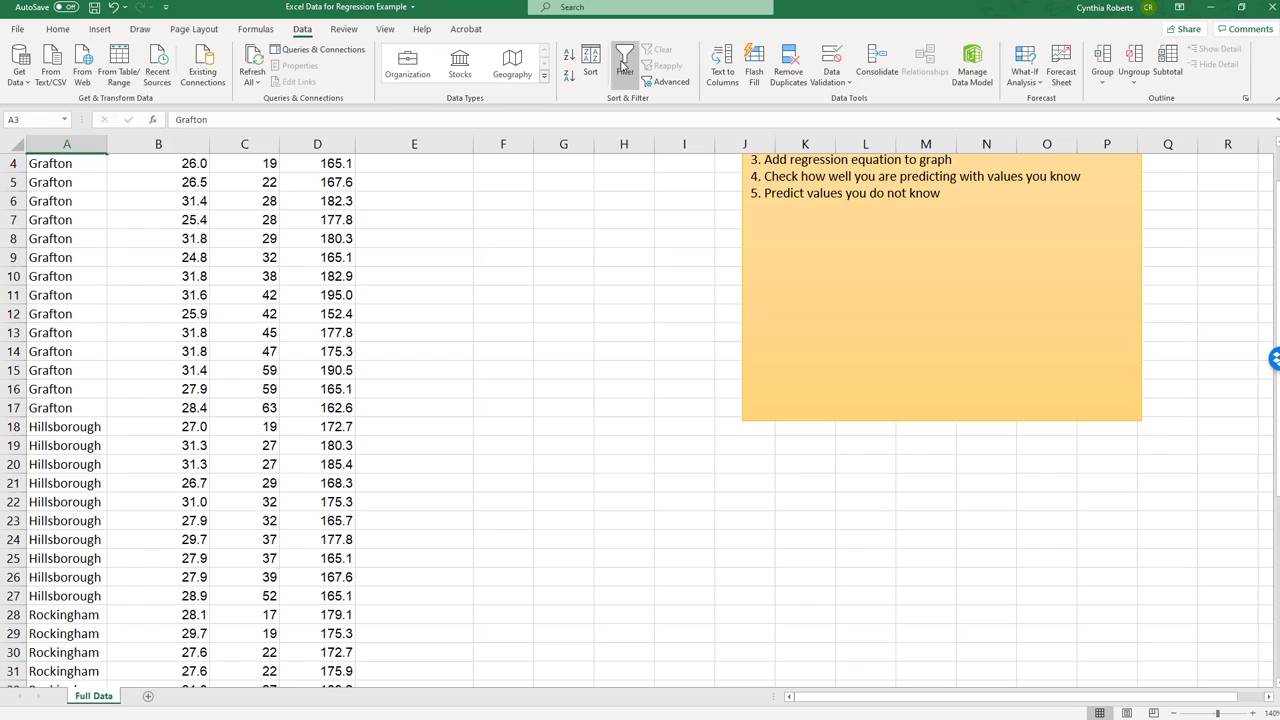 AutoSave Off Excel Data for Regression Example Search Cynthia Roberts CR
File Home Insert Draw Page Layout Formulas Data Review View Help Acrobat Share Comments
Get Data From Text/CSV From Web From Table/ Range Recent Sources Existing Connections
Get & Transform Data
Refresh All Queries & Connections Properties Edit Links
Queries & Connections
Organization Stocks Geography
Data Types
Sort Filter Clear Reapply Advanced
Sort & Filter
Text to Columns Flash Fill Remove Duplicates Data Validation Consolidate Relationships Manage Data Model
Data Tools
What-If Analysis Forecast Sheet
Forecast
Group Ungroup Subtotal Show Detail Hide Detail
Outline
A3 fx Grafton
A B C D E F G H I J K L M N O P Q R
4 Grafton 26.0 19 165.1
5 Grafton 26.5 22 167.6
6 Grafton 31.4 28 182.3
7 Grafton 25.4 28 177.8
8 Grafton 31.8 29 180.3
9 Grafton 24.8 32 165.1
10 Grafton 31.8 38 182.9
11 Grafton 31.6 42 195.0
12 Grafton 25.9 42 152.4
13 Grafton 31.8 45 177.8
14 Grafton 31.8 47 175.3
15 Grafton 31.4 59 190.5
16 Grafton 27.9 59 165.1
17 Grafton 28.4 63 162.6
18 Hillsborough 27.0 19 172.7
19 Hillsborough 31.3 27 180.3
20 Hillsborough 31.3 27 185.4
21 Hillsborough 26.7 29 168.3
22 Hillsborough 31.0 32 175.3
23 Hillsborough 27.9 32 165.7
24 Hillsborough 29.7 37 177.8
25 Hillsborough 27.9 37 165.1
26 Hillsborough 27.9 39 167.6
27 Hillsborough 28.9 52 165.1
28 Rockingham 28.1 17 179.1
29 Rockingham 29.7 19 175.3
30 Rockingham 27.6 22 172.7
31 Rockingham 27.6 22 175.9
3. Add regression equation to graph
4. Check how well you are predicting with values you know
5. Predict values you do not know
Full Data
140%